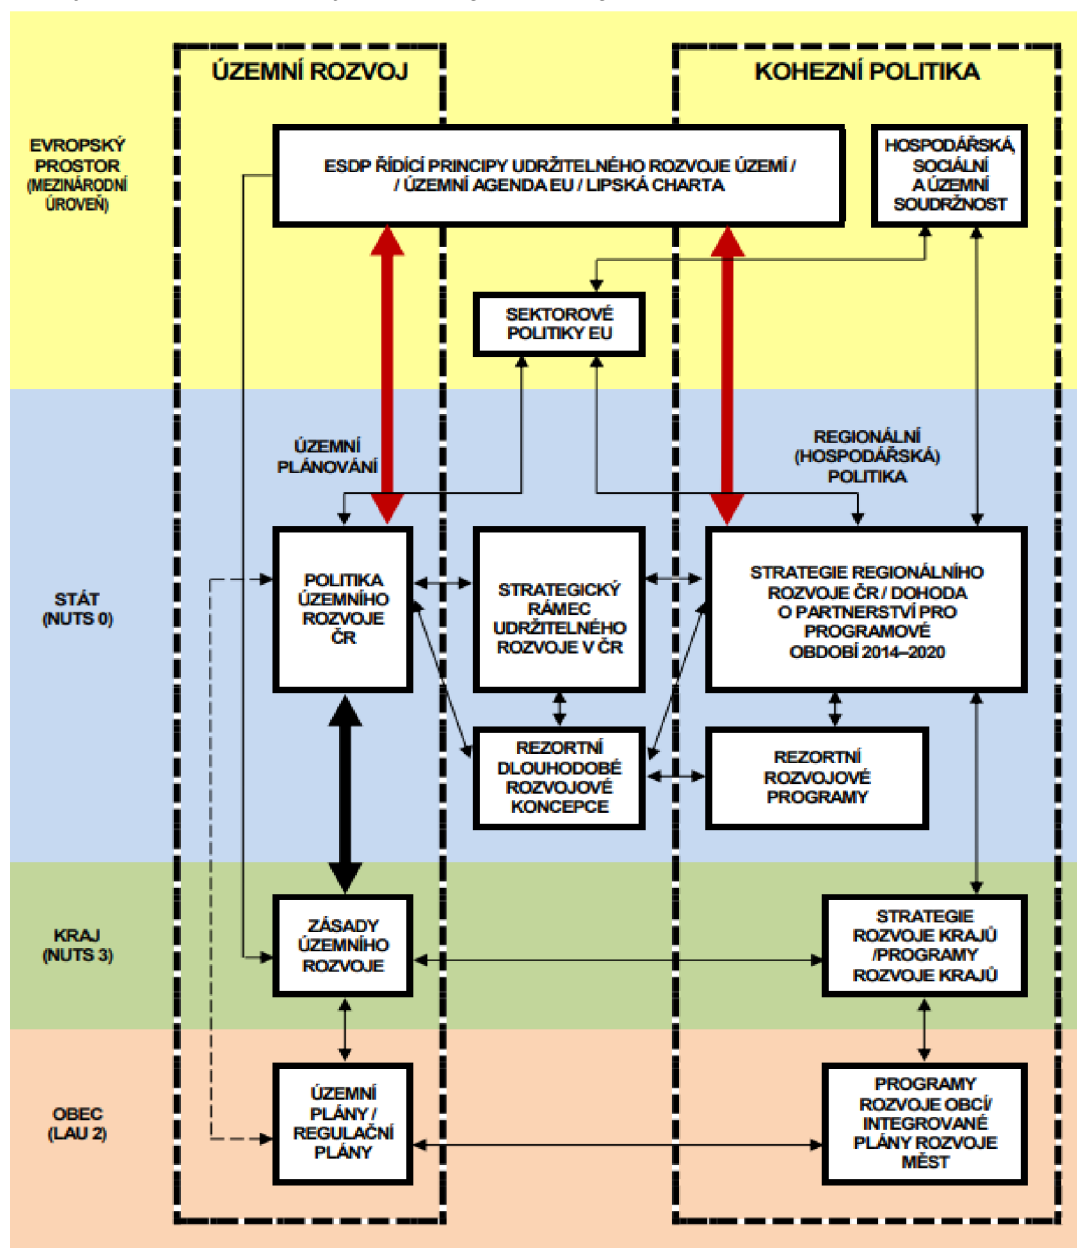 ÚZEMNÍ ROZVOJ
KOHEZNÍ POLITIKA
EVROPSKÝ
PROSTOR
(MEZINÁRODNÍ
ÚROVEŇ)
ESDP ŘÍDÍCÍ PRINCIPY UDRŽITELNÉHO ROZVOJE ÚZEMÍ /
/ ÚZEMNÍ AGENDA EU / LIPSKÁ CHARTA
HOSPODÁŘSKÁ,
SOCIÁLNÍ
A ÚZEMNÍ
SOUDRŽNOST
SEKTOROVÉ
POLITIKY EU
ÚZEMNÍ
PLÁNOVÁNÍ
REGIONÁLNÍ
(HOSPODÁŘSKÁ)
POLITIKA
STÁT
(NUTS 0)
POLITIKA
ÚZEMNÍHO
ROZVOJE
ČR
STRATEGICKÝ
RÁMEC
UDRŽITELNÉHO
ROZVOJE V ČR
STRATEGIE REGIONÁLNÍHO
ROZVOJE ČR / DOHODA
O PARTNERSTVÍ PRO
PROGRAMOVÉ
OBDOBÍ 2014–2020
REZORTNÍ
DLOUHODOBÉ
ROZVOJOVÉ
KONCEPCE
REZORTNÍ
ROZVOJOVÉ
PROGRAMY
KRAJ
(NUTS 3)
ZÁSADY
ÚZEMNÍHO
ROZVOJE
STRATEGIE
ROZVOJE KRAJŮ
/PROGRAMY
ROZVOJE KRAJŮ
OBEC
(LAU 2)
ÚZEMNÍ
PLÁNY /
REGULAČNÍ
PLÁNY
PROGRAMY
ROZVOJE OBCÍ/
INTEGROVANÉ
PLÁNY ROZVOJE
MĚST